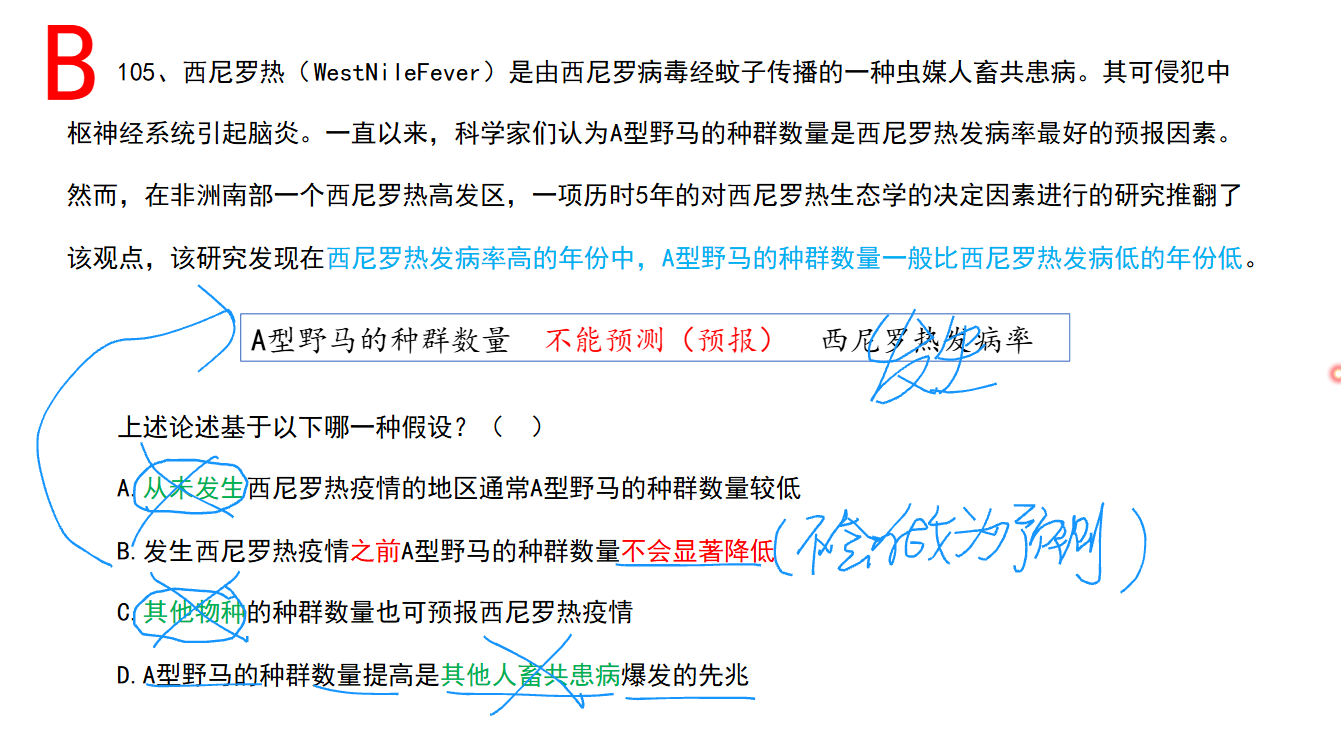 B
105、西尼罗热（WestNileFever）是由西尼罗病毒经蚊子传播的一种虫媒人畜共患病。其可侵犯中
枢神经系统引起脑炎。一直以来，科学家们认为A型野马的种群数量是西尼罗热发病率最好的预报因素。
然而，在非洲南部一个西尼罗热高发区，一项历时5年的对西尼罗热生态学的决定因素进行的研究推翻了
该观点，该研究发现在西尼罗热发病率高的年份中，A型野马的种群数量一般比西尼罗热发病低的年份低。
A型野马的种群数量 不能预测（预报） 西尼罗热发病率
发生
上述论述基于以下哪一种假设？（ ）
A.从未发生西尼罗热疫情的地区通常A型野马的种群数量较低
B.发生西尼罗热疫情之前A型野马的种群数量不会显著降低
(不会做为预测)
C.其他物种的种群数量也可预报西尼罗热疫情
D.A型野马的种群数量提高是其他人畜共患病爆发的先兆